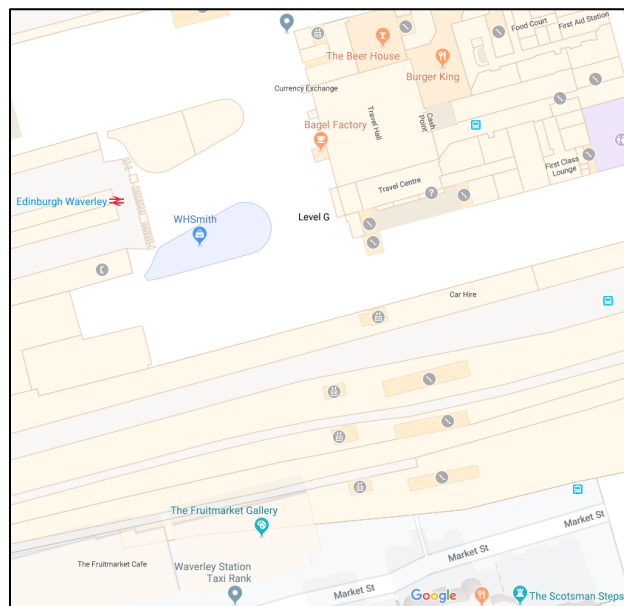 Food Court
First Aid Station
The Beer House
Burger King
Currency Exchange
Travel Hall
Cash Point
Bagel Factory
First Class
Lounge
Travel Centre
?
Edinburgh Waverley
WHSmith
Level G
Car Hire
The Fruitmarket Gallery
Market St
Market St
The Fruitmarket Cafe
Waverley Station
Taxi Rank
Market St
Google
The Scotsman Steps